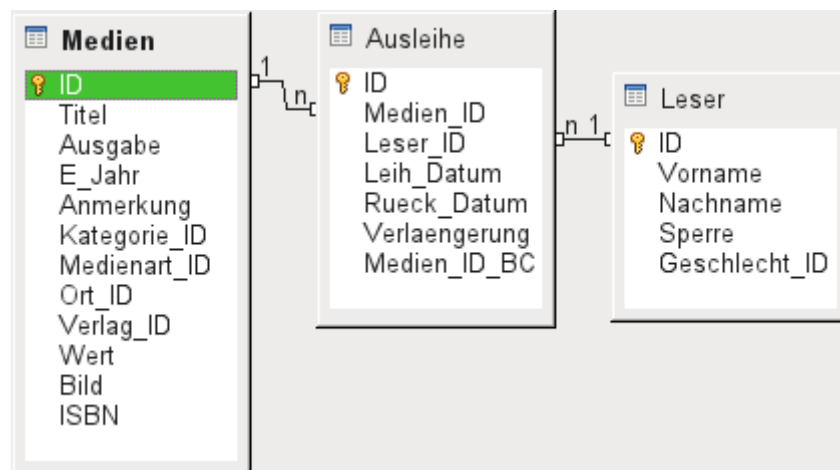 Medien
ID
Titel
Ausgabe
E_Jahr
Anmerkung
Kategorie_ID
Medienart_ID
Ort_ID
Verlag_ID
Wert
Bild
ISBN
1
n
Ausleihe
ID
Medien_ID
Leser_ID
Leih_Datum
Rueck_Datum
Verlaengerung
Medien_ID_BC
n 1
Leser
ID
Vorname
Nachname
Sperre
Geschlecht_ID